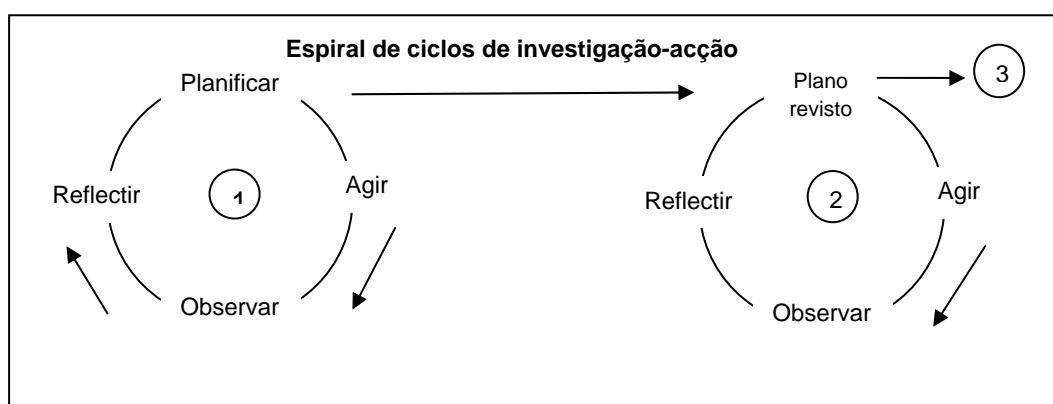 Espiral de ciclos de investigação-acção
Planificar
Reflectir
1
Agir
Observar
Plano
revisto
3
Reflectir
2
Agir
Observar